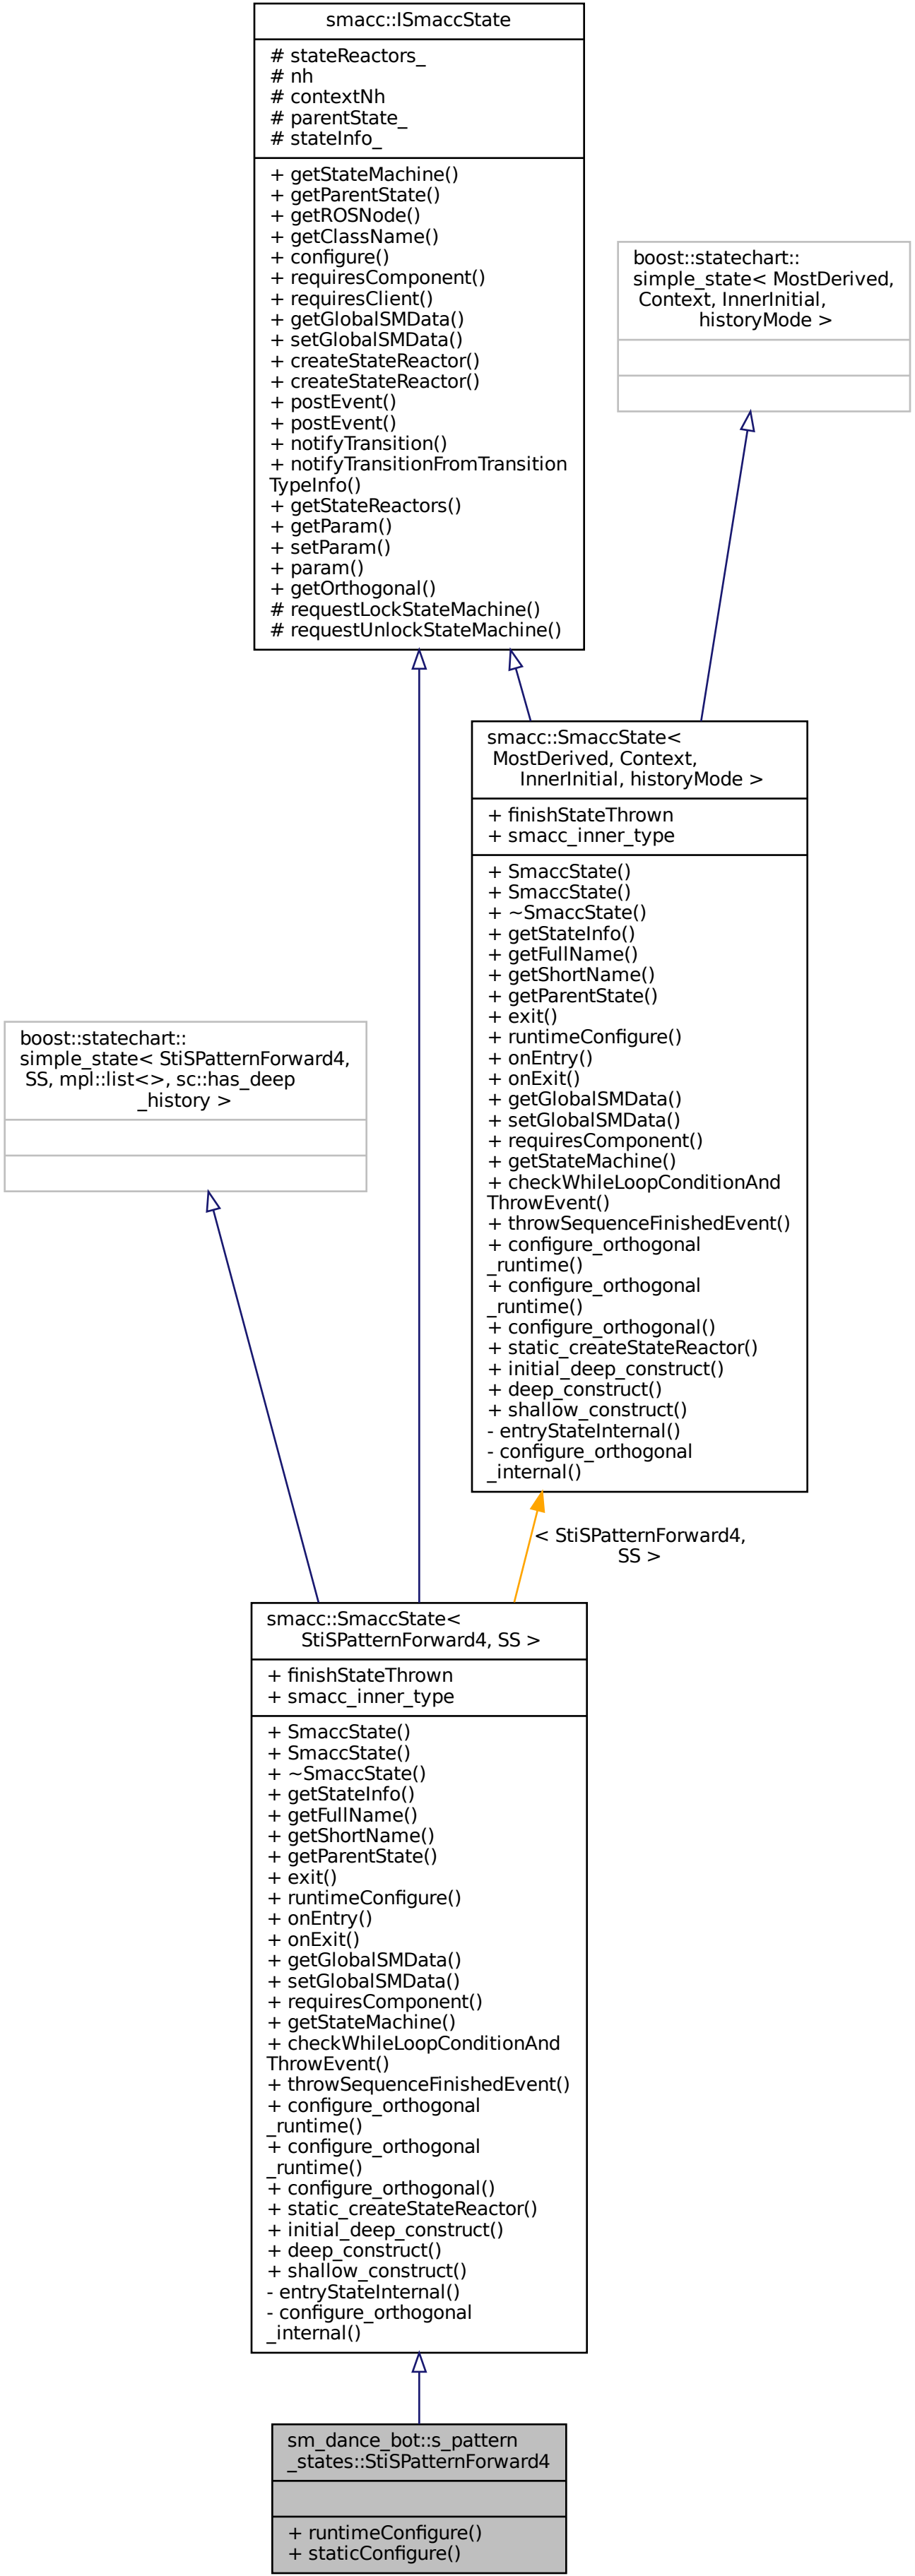 smacc::ISmaccState
# stateReactors_
# nh
# contextNh
# parentState_
# stateInfo_
+ getStateMachine()
+ getParentState()
+ getROSNode()
+ getClassName()
+ configure()
+ requiresComponent()
+ requiresClient()
+ getGlobalSMData()
+ setGlobalSMData()
+ createStateReactor()
+ createStateReactor()
+ postEvent()
+ postEvent()
+ notifyTransition()
+ notifyTransitionFromTransition
TypeInfo()
+ getStateReactors()
+ getParam()
+ setParam()
+ param()
+ getOrthogonal()
# requestLockStateMachine()
# requestUnlockStateMachine()
boost::statechart::
simple_state< MostDerived,
Context, InnerInitial,
historyMode >
smacc::SmaccState<
MostDerived, Context,
InnerInitial, historyMode >
+ finishStateThrown
+ smacc_inner_type
+ SmaccState()
+ SmaccState()
+ ~SmaccState()
+ getStateInfo()
+ getFullName()
+ getShortName()
+ getParentState()
+ exit()
+ runtimeConfigure()
+ onEntry()
+ onExit()
+ getGlobalSMData()
+ setGlobalSMData()
+ requiresComponent()
+ getStateMachine()
+ checkWhileLoopConditionAnd
ThrowEvent()
+ throwSequenceFinishedEvent()
+ configure_orthogonal
_runtime()
+ configure_orthogonal
_runtime()
+ configure_orthogonal()
+ static_createStateReactor()
+ initial_deep_construct()
+ deep_construct()
+ shallow_construct()
- entryStateInternal()
- configure_orthogonal
_internal()
boost::statechart::
simple_state< StiSPatternForward4,
SS, mpl::list<>, sc::has_deep
_history >
< StiSPatternForward4,
SS >
smacc::SmaccState<
StiSPatternForward4, SS >
+ finishStateThrown
+ smacc_inner_type
+ SmaccState()
+ SmaccState()
+ ~SmaccState()
+ getStateInfo()
+ getFullName()
+ getShortName()
+ getParentState()
+ exit()
+ runtimeConfigure()
+ onEntry()
+ onExit()
+ getGlobalSMData()
+ setGlobalSMData()
+ requiresComponent()
+ getStateMachine()
+ checkWhileLoopConditionAnd
ThrowEvent()
+ throwSequenceFinishedEvent()
+ configure_orthogonal
_runtime()
+ configure_orthogonal
_runtime()
+ configure_orthogonal()
+ static_createStateReactor()
+ initial_deep_construct()
+ deep_construct()
+ shallow_construct()
- entryStateInternal()
- configure_orthogonal
_internal()
sm_dance_bot::s_pattern
_states::StiSPatternForward4
+ runtimeConfigure()
+ staticConfigure()